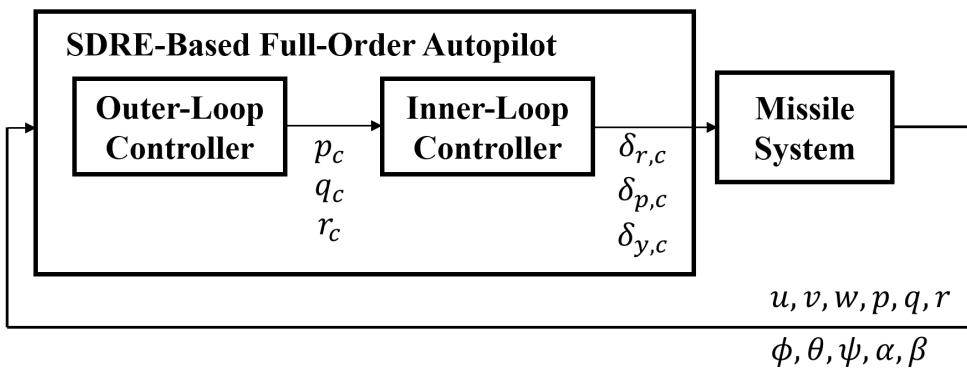 SDRE-Based Full-Order Autopilot
Outer-Loop
Controller
p_c
q_c
r_c
Inner-Loop
Controller
δ_{r,c}
δ_{p,c}
δ_{y,c}
Missile
System
u, v, w, p, q, r
ϕ, θ, ψ, α, β